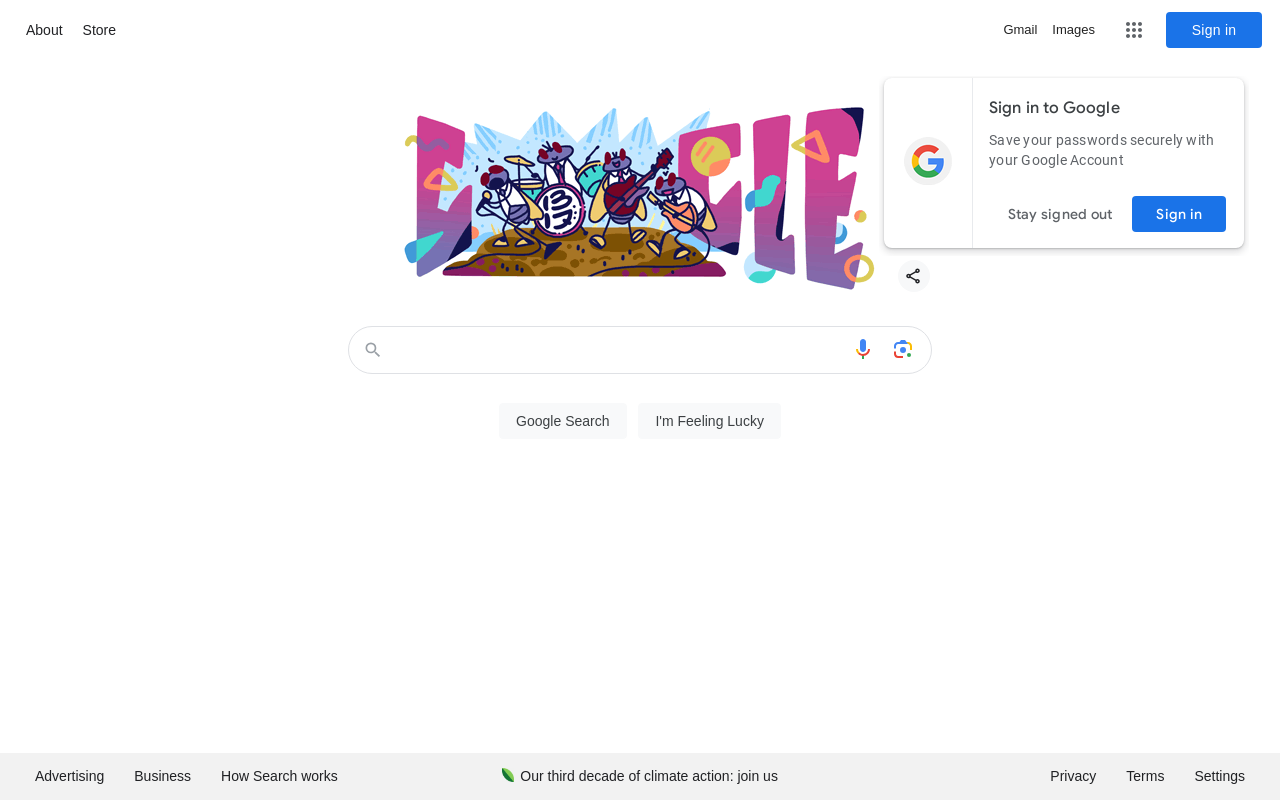 About
Store
Gmail
Images
Sign in
Sign in to Google
Save your passwords securely with
your Google Account
Stay signed out
Sign in
Google Search
I'm Feeling Lucky
Our third decade of climate action: join us
Advertising
Business
How Search works
Privacy
Terms
Settings